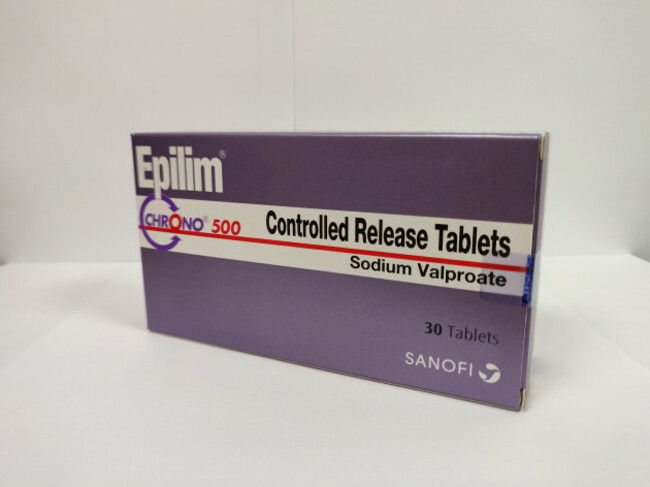 Epilim®
CHRONO® 500
Controlled Release Tablets
Sodium Valproate
30 Tablets
SANOFI